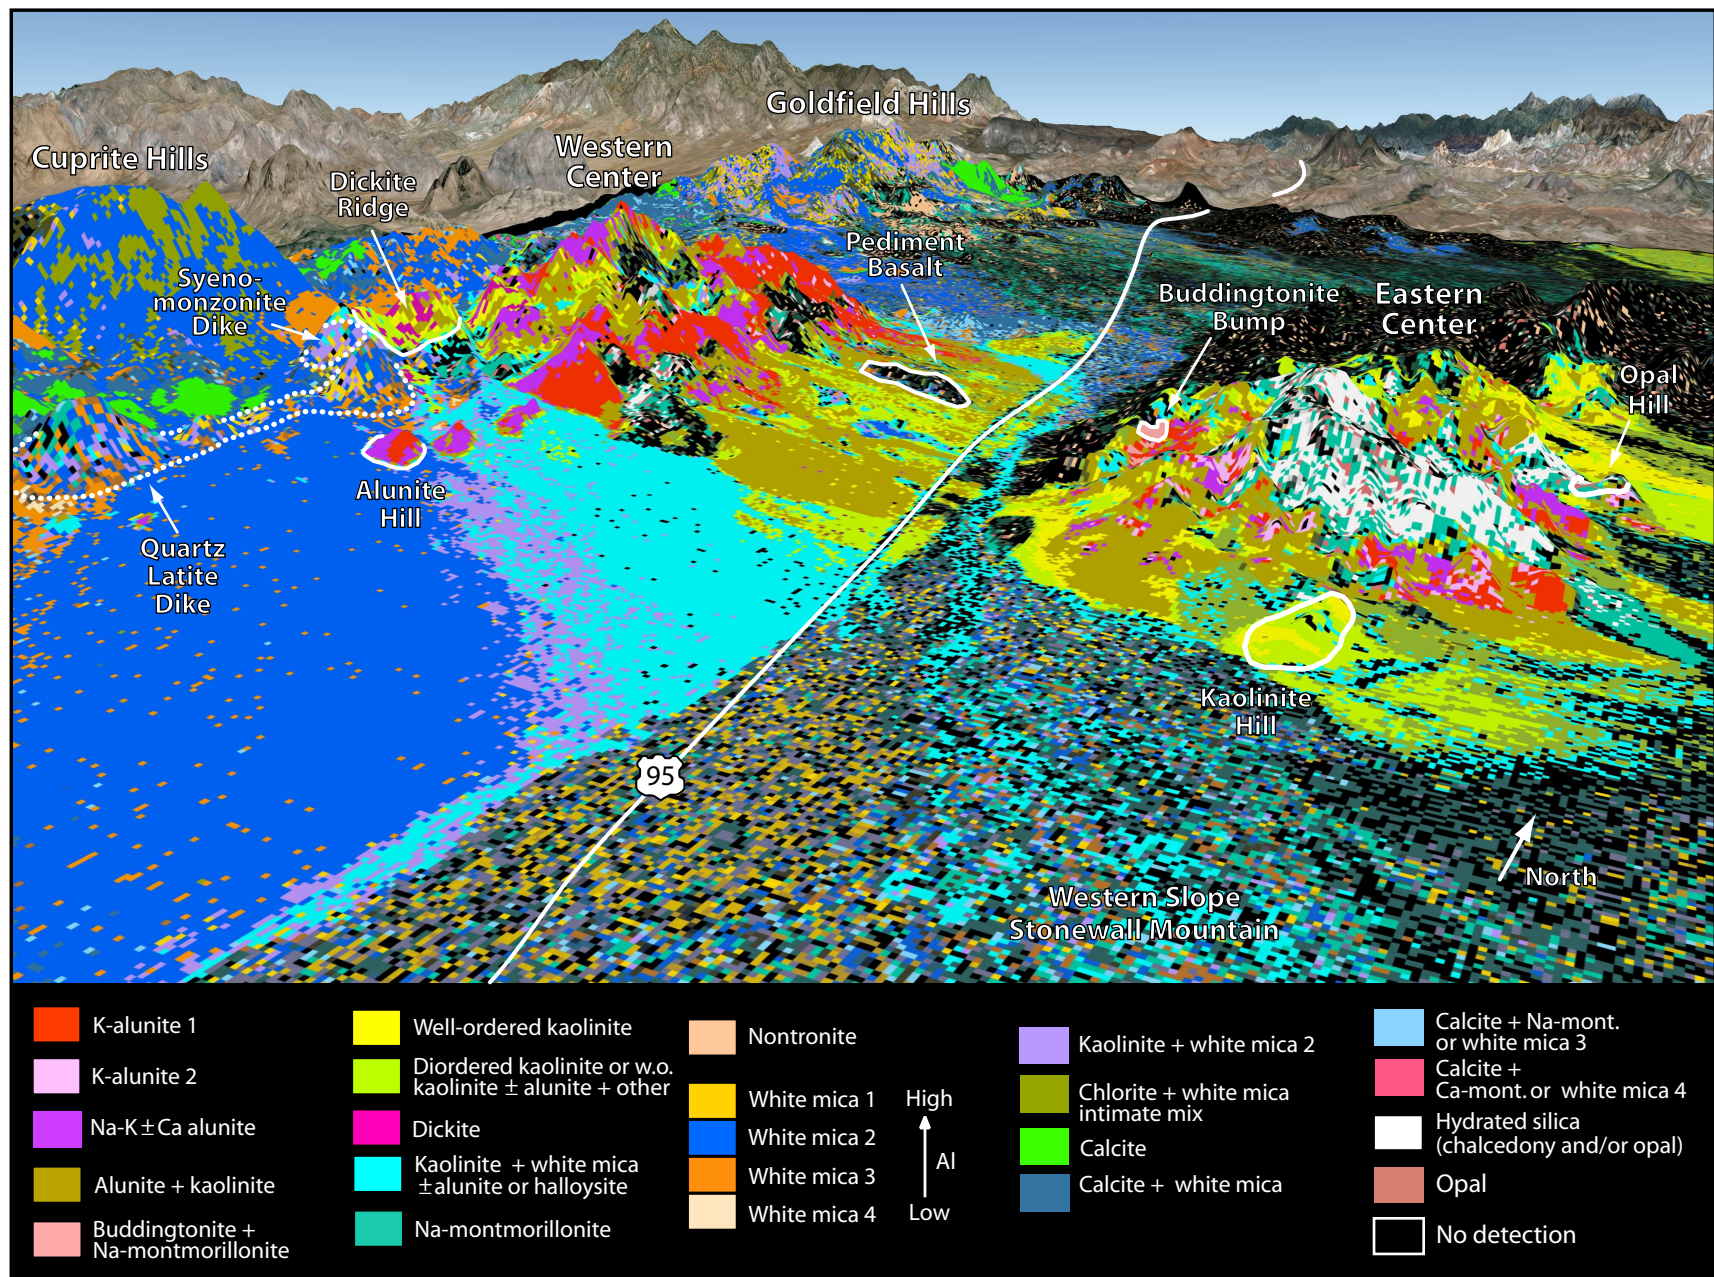 Goldfield Hills
Cuprite Hills
Western
Center
Dickite
Ridge
Pediment
Basalt
Syeno-
monzonite
Dike
Buddingtonite
Bump
Eastern
Center
Opal
Hill
Alunite
Hill
Quartz
Latite
Dike
Kaolinite
Hill
95
North
Western Slope
Stonewall Mountain
K-alunite 1
K-alunite 2
Na-K ± Ca alunite
Alunite + kaolinite
Buddingtonite +
Na-montmorillonite
Well-ordered kaolinite
Diordered kaolinite or w.o.
kaolinite ± alunite + other
Dickite
Kaolinite + white mica
±alunite or halloysite
Na-montmorillonite
Nontronite
White mica 1
White mica 2
White mica 3
White mica 4
High
Al
Low
Kaolinite + white mica 2
Chlorite + white mica
intimate mix
Calcite
Calcite + white mica
Calcite + Na-mont.
or white mica 3
Calcite +
Ca-mont. or white mica 4
Hydrated silica
(chalcedony and/or opal)
Opal
No detection